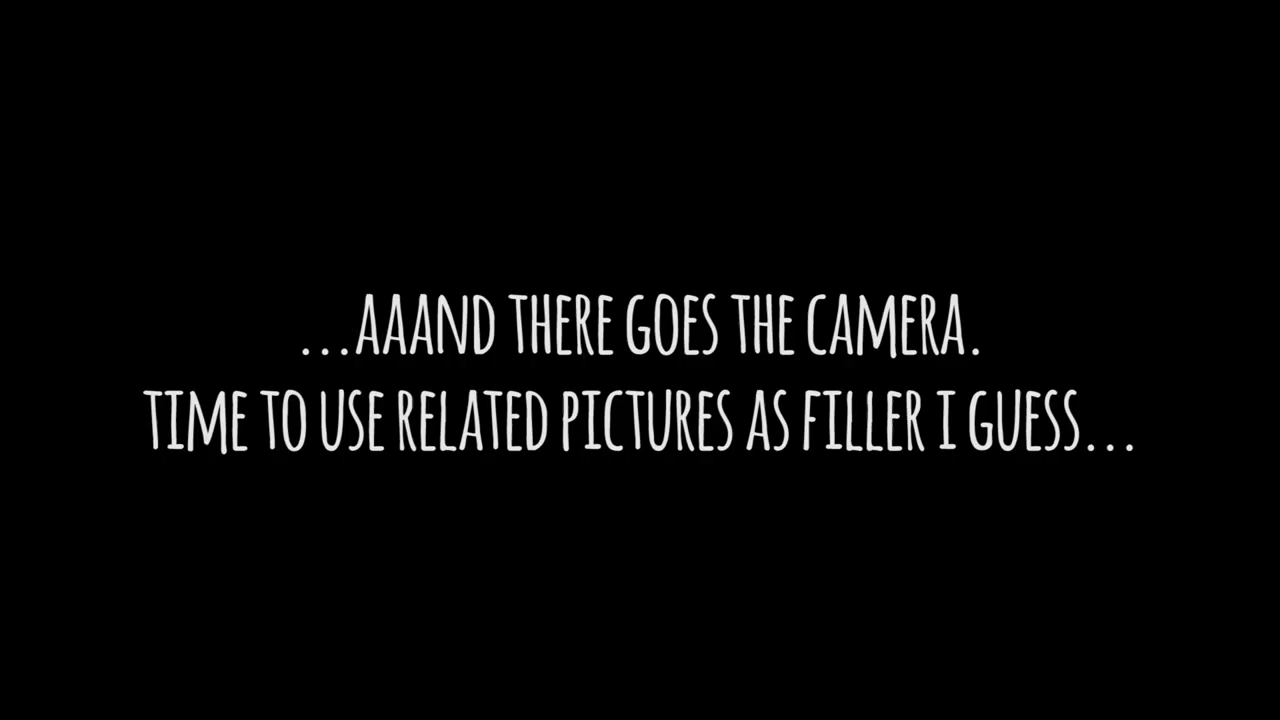 ...AAAND THERE GOES THE CAMERA.
TIME TO USE RELATED PICTURES AS FILLER I GUESS...